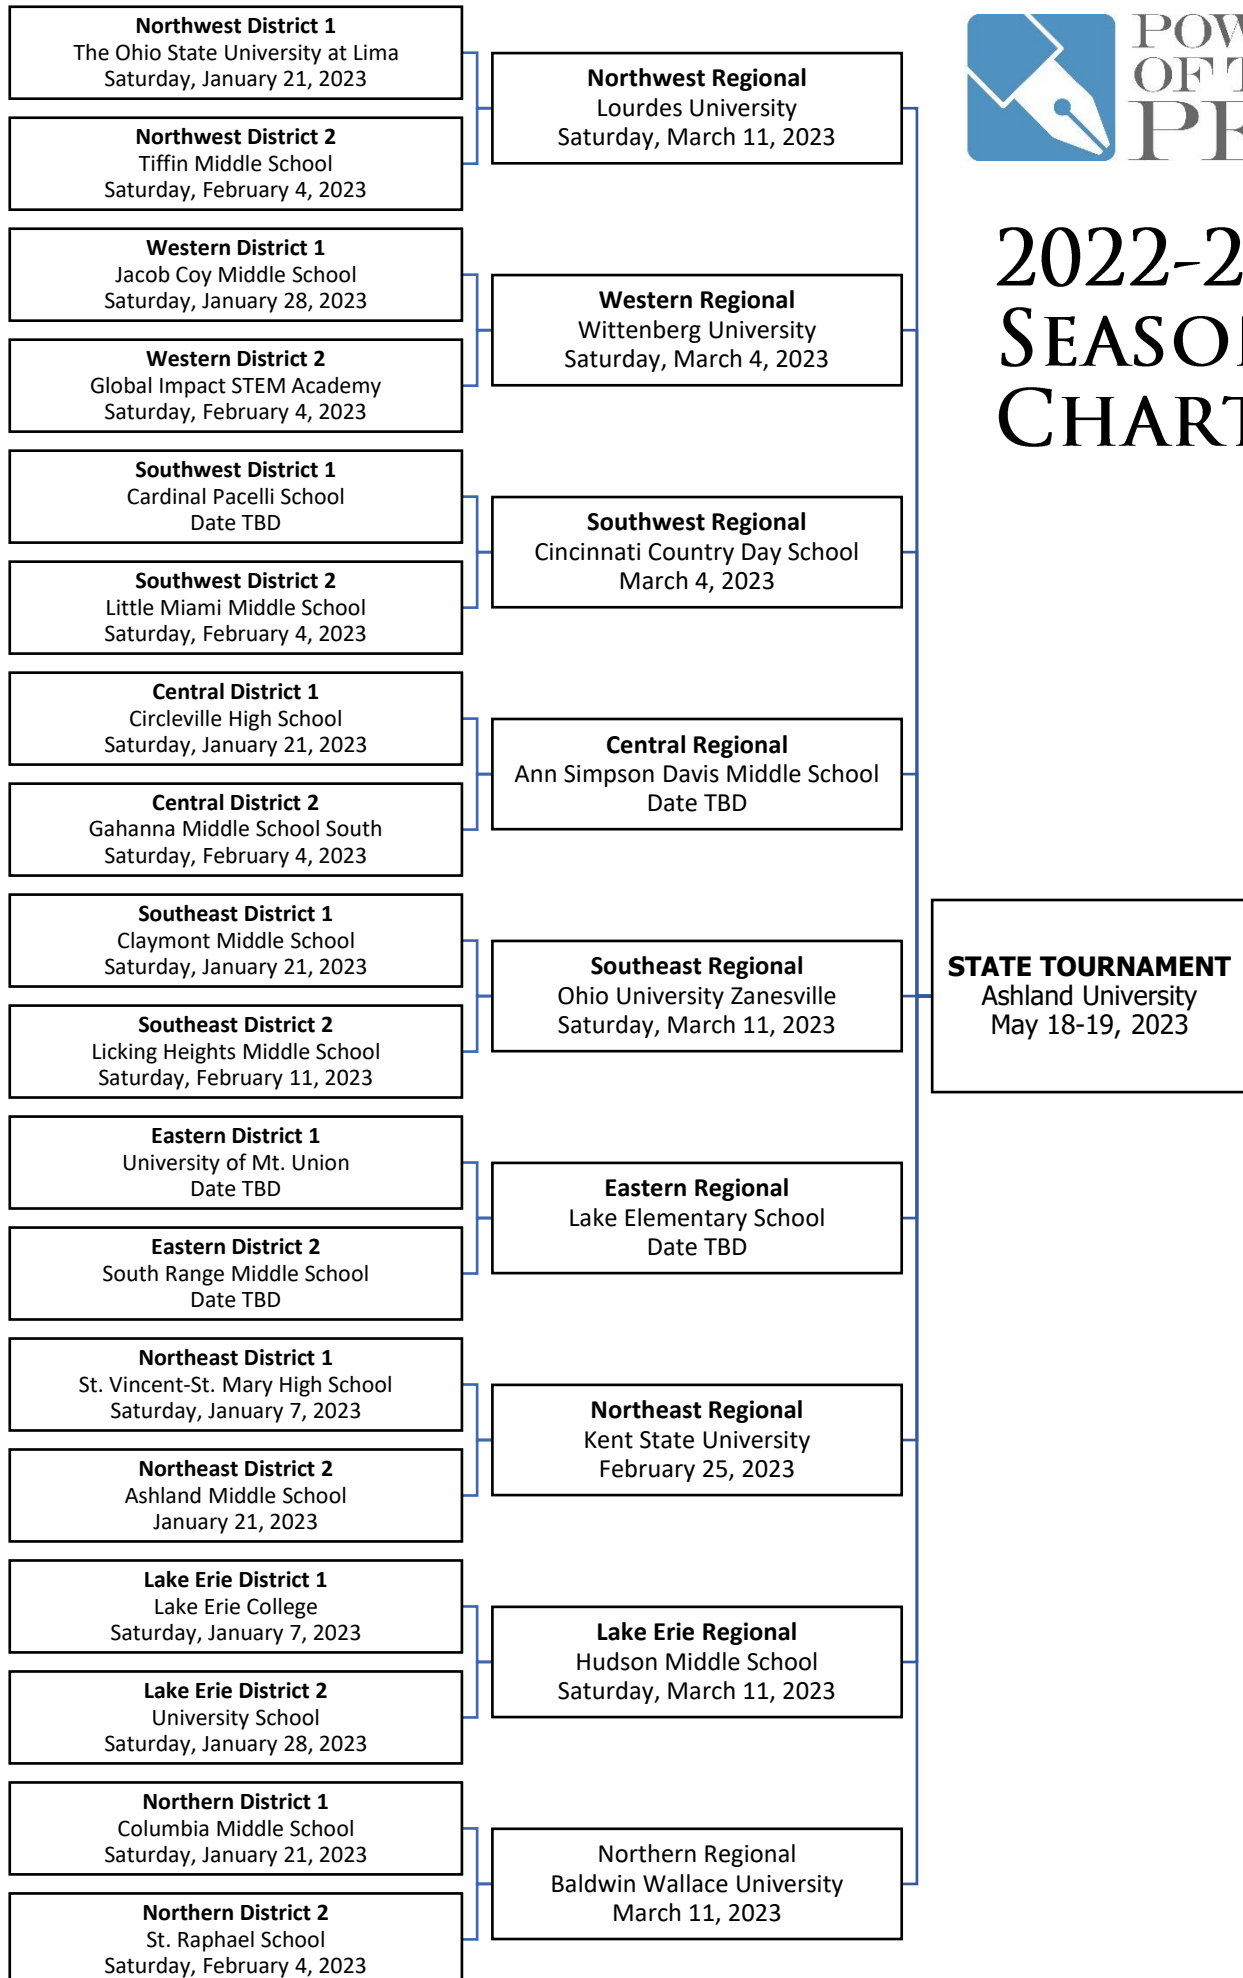 Northwest District 1
The Ohio State University at Lima
Saturday, January 21, 2023
Northwest District 2
Tiffin Middle School
Saturday, February 4, 2023
Northwest Regional
Lourdes University
Saturday, March 11, 2023
Western District 1
Jacob Coy Middle School
Saturday, January 28, 2023
Western District 2
Global Impact STEM Academy
Saturday, February 4, 2023
Western Regional
Wittenberg University
Saturday, March 4, 2023
Southwest District 1
Cardinal Pacelli School
Date TBD
Southwest District 2
Little Miami Middle School
Saturday, February 4, 2023
Southwest Regional
Cincinnati Country Day School
March 4, 2023
Central District 1
Circleville High School
Saturday, January 21, 2023
Central District 2
Gahanna Middle School South
Saturday, February 4, 2023
Central Regional
Ann Simpson Davis Middle School
Date TBD
Southeast District 1
Claymont Middle School
Saturday, January 21, 2023
Southeast District 2
Licking Heights Middle School
Saturday, February 11, 2023
Southeast Regional
Ohio University Zanesville
Saturday, March 11, 2023
Eastern District 1
University of Mt. Union
Date TBD
Eastern District 2
South Range Middle School
Date TBD
Eastern Regional
Lake Elementary School
Date TBD
Northeast District 1
St. Vincent-St. Mary High School
Saturday, January 7, 2023
Northeast District 2
Ashland Middle School
January 21, 2023
Northeast Regional
Kent State University
February 25, 2023
Lake Erie District 1
Lake Erie College
Saturday, January 7, 2023
Lake Erie District 2
University School
Saturday, January 28, 2023
Lake Erie Regional
Hudson Middle School
Saturday, March 11, 2023
Northern District 1
Columbia Middle School
Saturday, January 21, 2023
Northern District 2
St. Raphael School
Saturday, February 4, 2023
Northern Regional
Baldwin Wallace University
March 11, 2023
STATE TOURNAMENT
Ashland University
May 18-19, 2023
POW
OF T
PE
2022-2
SEASO
CHART